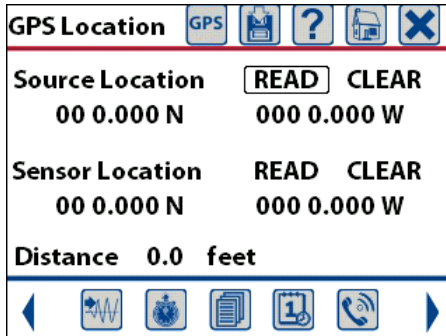 GPS Location GPS ?
Source Location READ CLEAR
00 0.000 N 000 0.000 W
Sensor Location READ CLEAR
00 0.000 N 000 0.000 W
Distance 0.0 feet
1